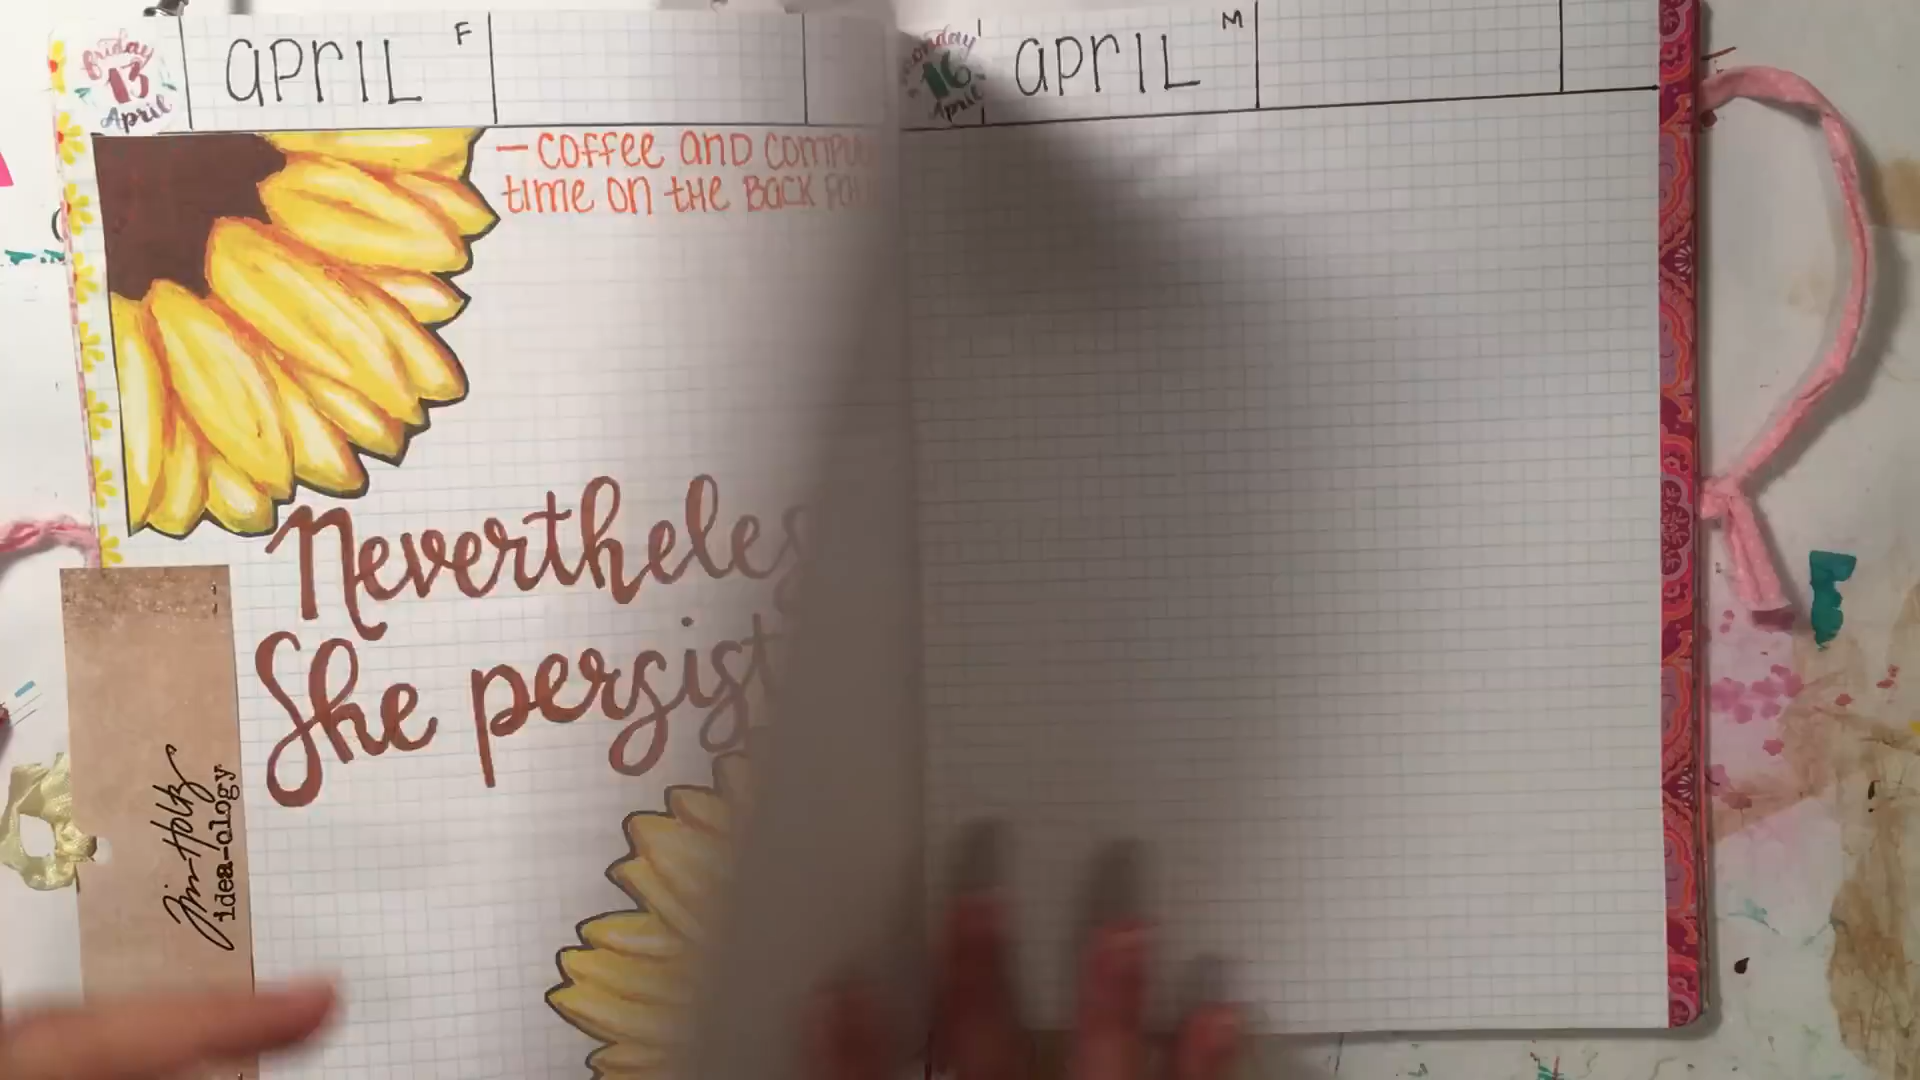 friday
13
April
april
F
– coffee and
time on the Back
Nevertheles
She persist
Tim Holtz
idea-ology
monday
16
April
april
M